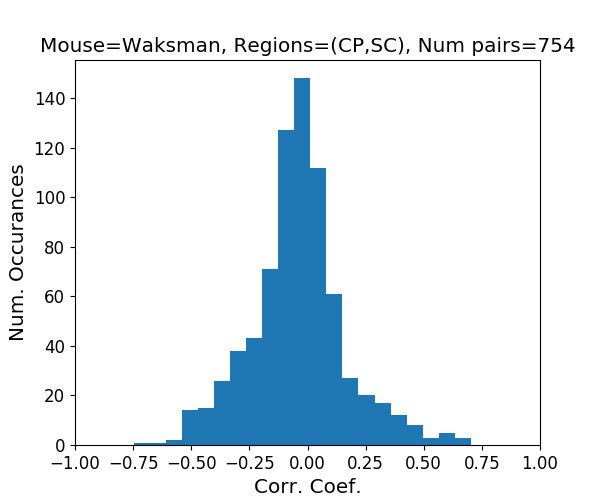 Mouse=Waksman, Regions=(CP,SC), Num pairs=754
Num. Occurances
140
120
100
80
60
40
20
0
−1.00 −0.75 −0.50 −0.25 0.00 0.25 0.50 0.75 1.00
Corr. Coef.